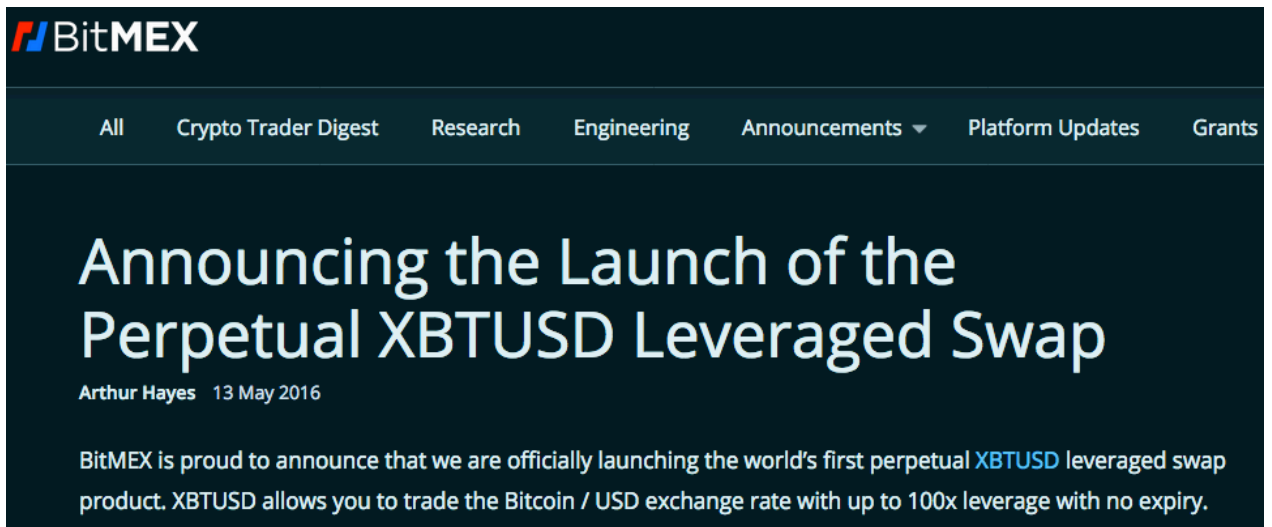 BitMEX
All Crypto Trader Digest Research Engineering Announcements Platform Updates Grants
Announcing the Launch of the
Perpetual XBTUSD Leveraged Swap
Arthur Hayes 13 May 2016
BitMEX is proud to announce that we are officially launching the world’s first perpetual XBTUSD leveraged swap
product. XBTUSD allows you to trade the Bitcoin / USD exchange rate with up to 100x leverage with no expiry.